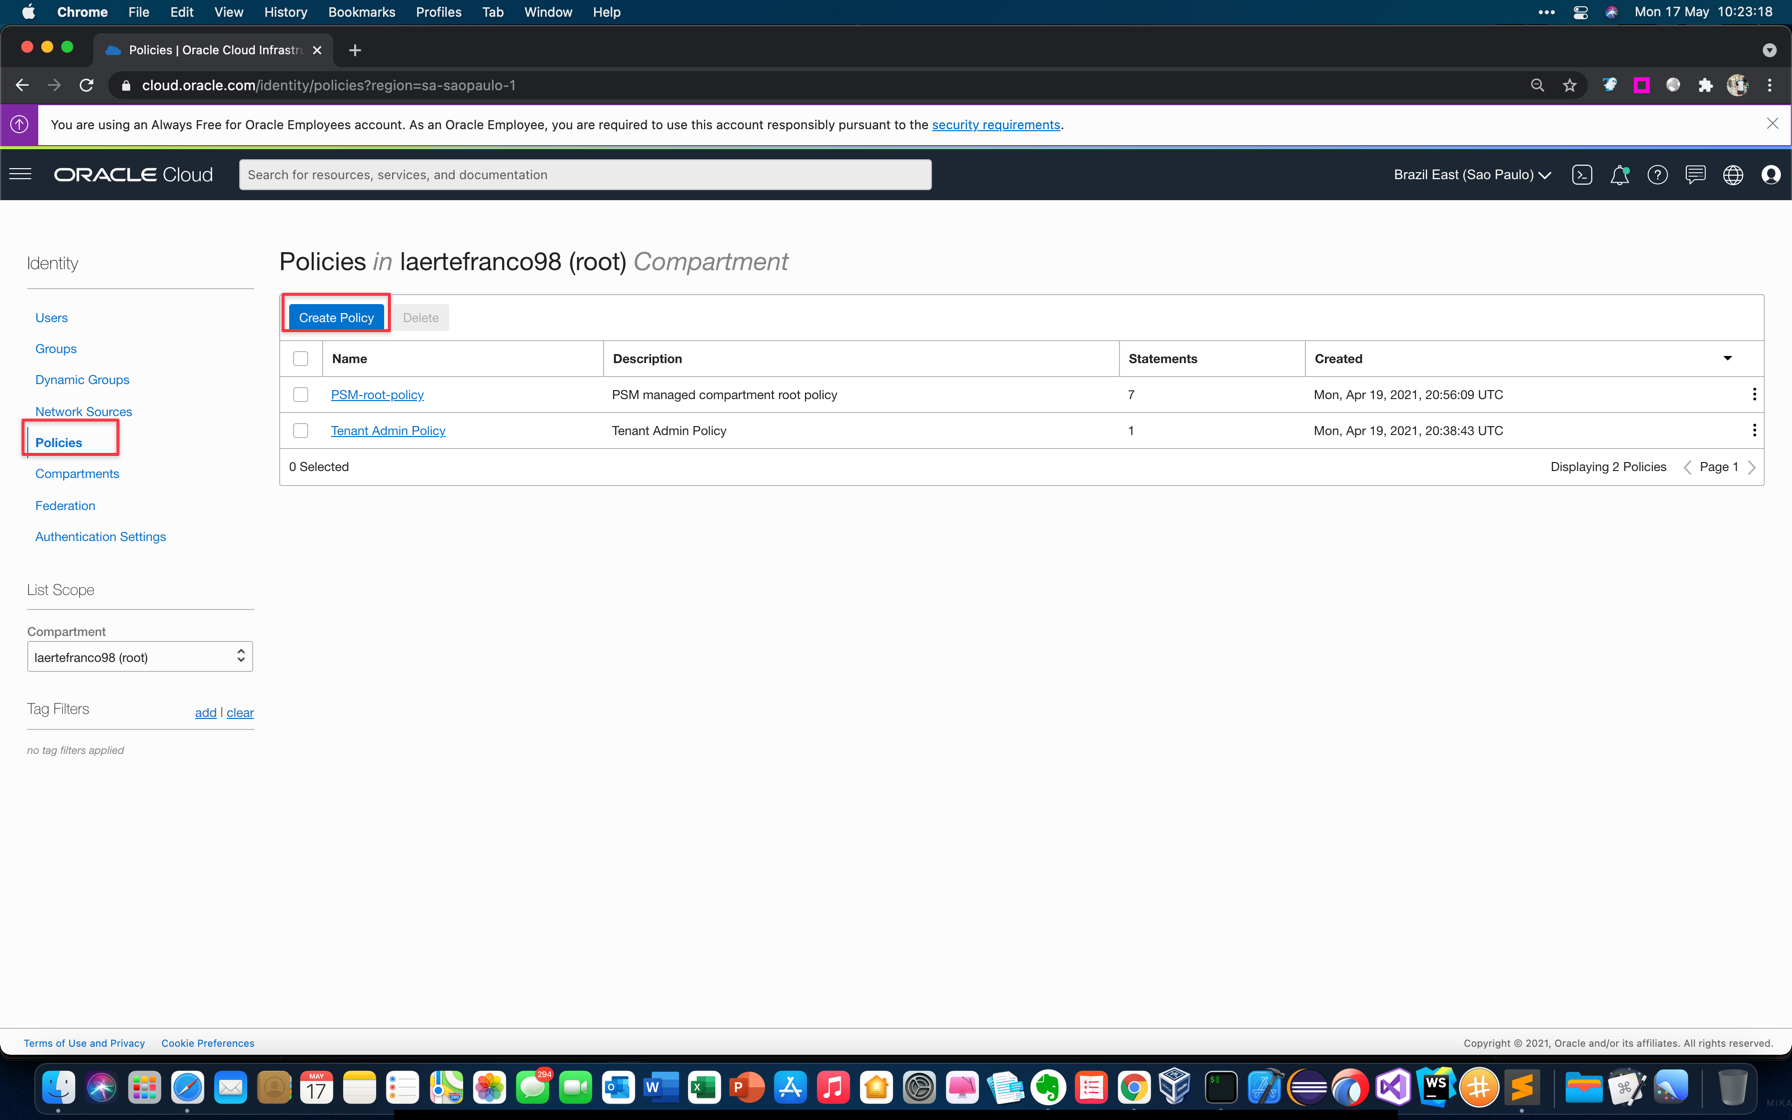 Chrome File Edit View History Bookmarks Profiles Tab Window Help
Mon 17 May 10:23:18
Policies | Oracle Cloud Infrastru
cloud.oracle.com/identity/policies?region=sa-saopaulo-1
You are using an Always Free for Oracle Employees account. As an Oracle Employee, you are required to use this account responsibly pursuant to the security requirements.
ORACLE Cloud
Search for resources, services, and documentation
Brazil East (Sao Paulo)
Identity
Users
Groups
Dynamic Groups
Network Sources
Policies
Compartments
Federation
Authentication Settings
List Scope
Compartment
laertefranco98 (root)
Tag Filters
add | clear
no tag filters applied
Policies in laertefranco98 (root) Compartment
Create Policy Delete
Name Description Statements Created
PSM-root-policy PSM managed compartment root policy 7 Mon, Apr 19, 2021, 20:56:09 UTC
Tenant Admin Policy Tenant Admin Policy 1 Mon, Apr 19, 2021, 20:38:43 UTC
0 Selected Displaying 2 Policies Page 1
Terms of Use and Privacy Cookie Preferences
Copyright © 2021, Oracle and/or its affiliates. All rights reserved.
MAY
17
294
W
X
P
$
WS